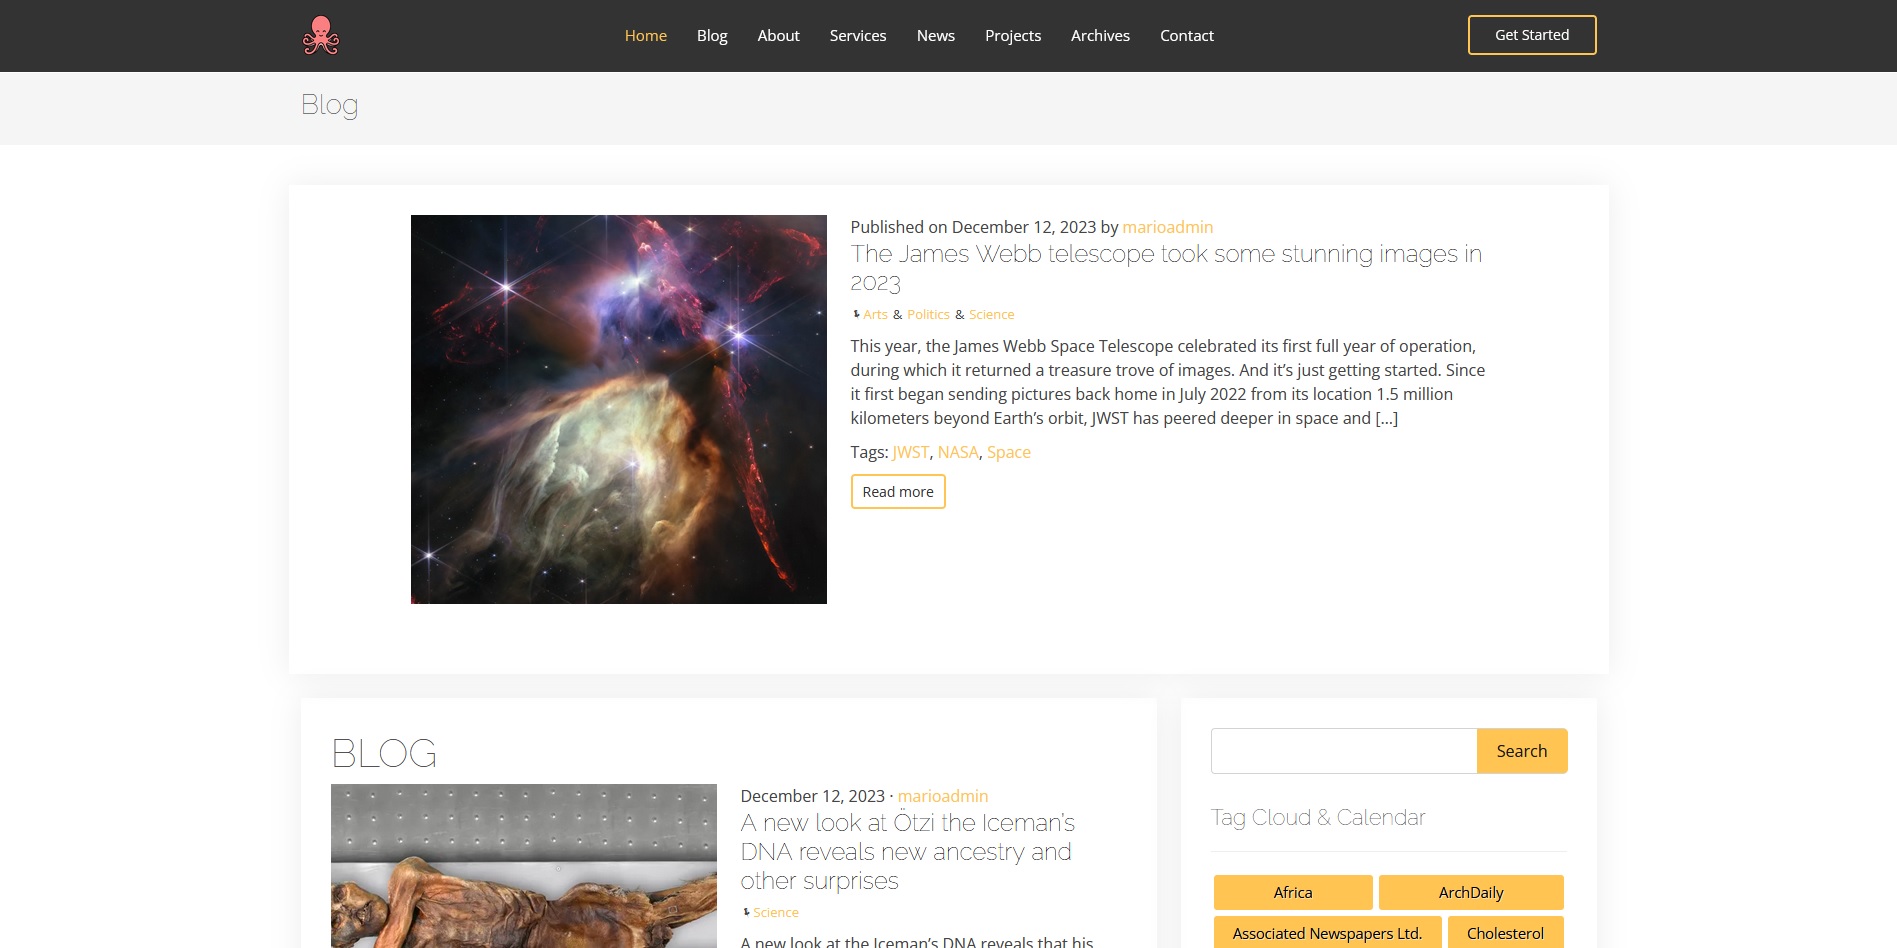 Home Blog About Services News Projects Archives Contact Get Started
Blog
Published on December 12, 2023 by marioadmin
The James Webb telescope took some stunning images in
2023
Arts & Politics & Science
This year, the James Webb Space Telescope celebrated its first full year of operation,
during which it returned a treasure trove of images. And it’s just getting started. Since
it first began sending pictures back home in July 2022 from its location 1.5 million
kilometers beyond Earth’s orbit, JWST has peered deeper in space and […]
Tags: JWST, NASA, Space
Read more
BLOG
December 12, 2023 · marioadmin
A new look at Ötzi the Iceman’s
DNA reveals new ancestry and
other surprises
Science
A new look at the Iceman’s DNA reveals that his
Search
Tag Cloud & Calendar
Africa ArchDaily
Associated Newspapers Ltd. Cholesterol